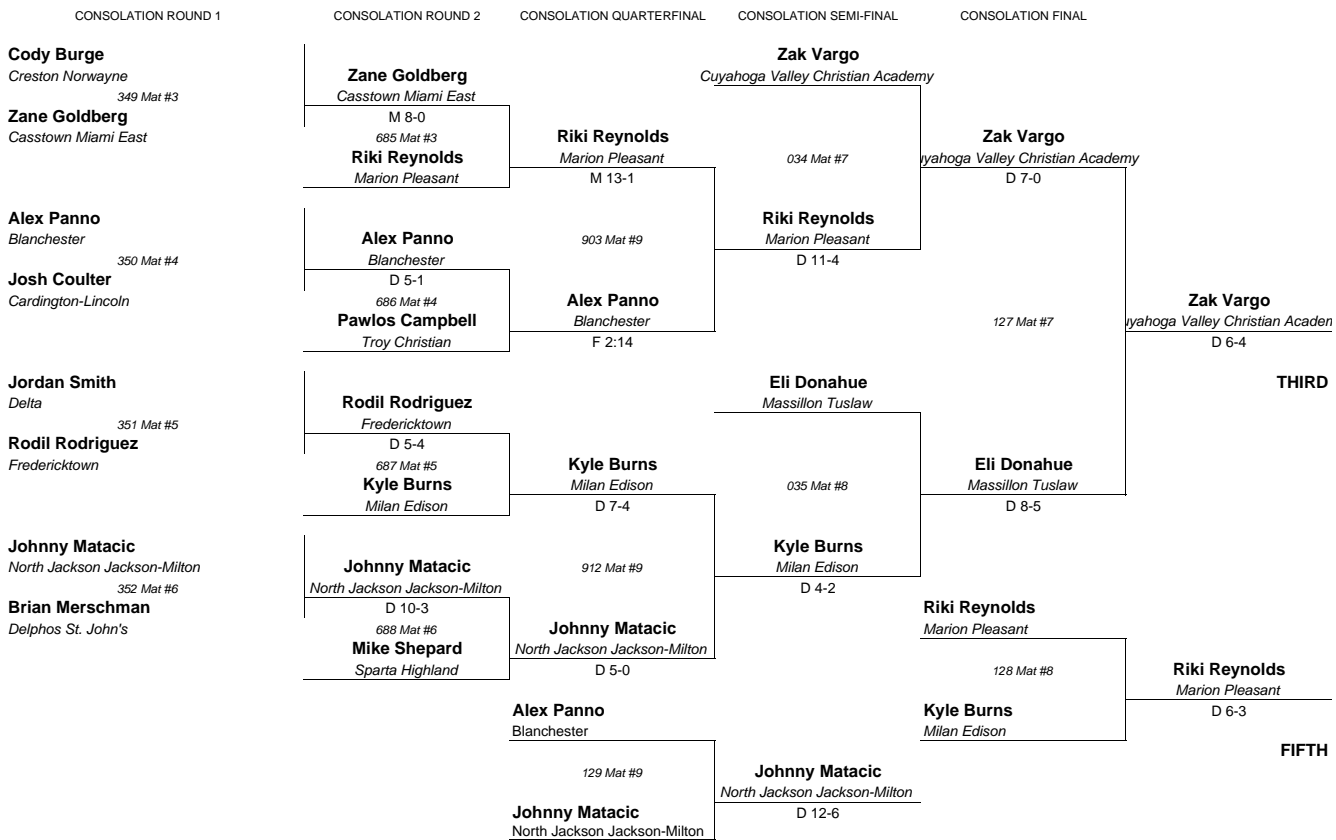 CONSOLATION ROUND 1
CONSOLATION ROUND 2
CONSOLATION QUARTERFINAL
CONSOLATION SEMI-FINAL
CONSOLATION FINAL
Cody Burge
Creston Norwayne
349 Mat #3
Zane Goldberg
Casstown Miami East
Alex Panno
Blanchester
350 Mat #4
Josh Coulter
Cardington-Lincoln
Jordan Smith
Delta
351 Mat #5
Rodil Rodriguez
Fredericktown
Johnny Matacic
North Jackson Jackson-Milton
352 Mat #6
Brian Merschman
Delphos St. John's
Zane Goldberg
Casstown Miami East
M 8-0
685 Mat #3
Riki Reynolds
Marion Pleasant
Alex Panno
Blanchester
D 5-1
686 Mat #4
Pawlos Campbell
Troy Christian
Rodil Rodriguez
Fredericktown
D 5-4
687 Mat #5
Kyle Burns
Milan Edison
Johnny Matacic
North Jackson Jackson-Milton
D 10-3
688 Mat #6
Mike Shepard
Sparta Highland
Riki Reynolds
Marion Pleasant
M 13-1
903 Mat #9
Alex Panno
Blanchester
F 2:14
Kyle Burns
Milan Edison
D 7-4
912 Mat #9
Johnny Matacic
North Jackson Jackson-Milton
D 5-0
Alex Panno
Blanchester
129 Mat #9
Johnny Matacic
North Jackson Jackson-Milton
Zak Vargo
Cuyahoga Valley Christian Academy
034 Mat #7
Riki Reynolds
Marion Pleasant
D 11-4
Eli Donahue
Massillon Tuslaw
035 Mat #8
Kyle Burns
Milan Edison
D 4-2
Johnny Matacic
North Jackson Jackson-Milton
D 12-6
Zak Vargo
uyahoga Valley Christian Academy
D 7-0
127 Mat #7
Eli Donahue
Massillon Tuslaw
D 8-5
Riki Reynolds
Marion Pleasant
128 Mat #8
Kyle Burns
Milan Edison
Zak Vargo
uyahoga Valley Christian Academ
D 6-4
THIRD
Riki Reynolds
Marion Pleasant
D 6-3
FIFTH